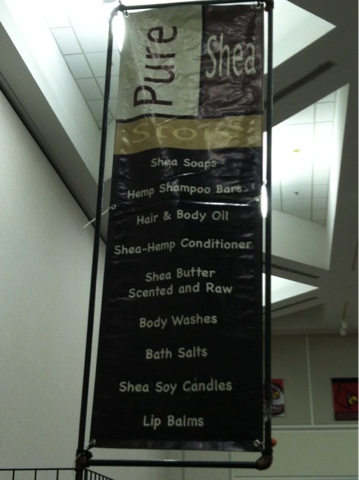 Pure
Shea
Store
Shea Soaps
Hemp Shampoo Bars
Hair & Body Oil
Shea-Hemp Conditioner
Shea Butter
Scented and Raw
Body Washes
Bath Salts
Shea Soy Candles
Lip Balms